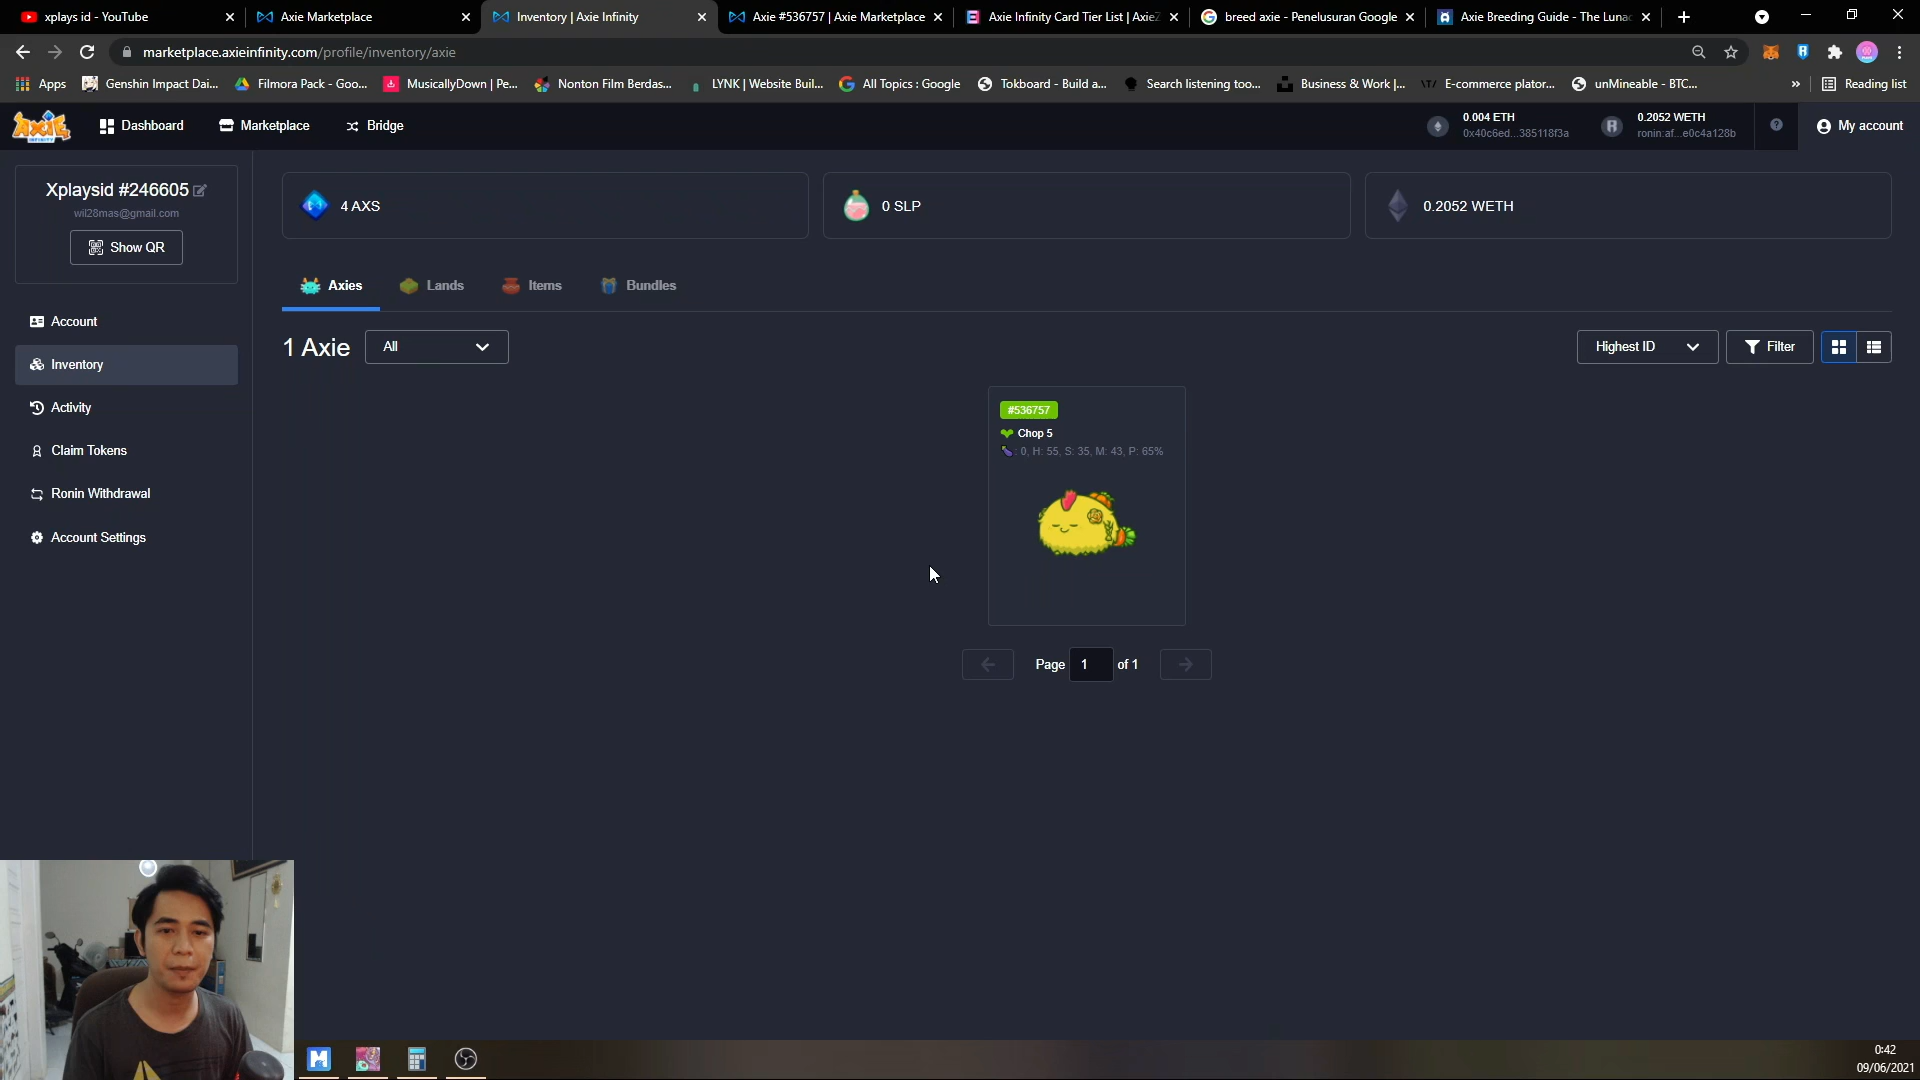 xplays id - YouTube
Axie Marketplace
Inventory | Axie Infinity
Axie #536757 | Axie Marketplace
Axie Infinity Card Tier List | AxieZ
breed axie - Penelusuran Google
Axie Breeding Guide - The Lunac
marketplace.axieinfinity.com/profile/inventory/axie
Apps
Genshin Impact Dai...
Filmora Pack - Goo...
MusicallyDown | Pe...
Nonton Film Berdas...
LYNK | Website Buil...
All Topics : Google
Tokboard - Build a...
Search listening too...
Business & Work |...
E-commerce plator...
unMineable - BTC...
»
Reading list
AXIE
INFINITY
Dashboard
Marketplace
Bridge
0.004 ETH
0x40c6ed...385118f3a
0.2052 WETH
ronin:af...e0c4a128b
?
My account
Xplaysid #246605
wil28mas@gmail.com
Show QR
4 AXS
0 SLP
0.2052 WETH
Account
Inventory
Activity
Claim Tokens
Ronin Withdrawal
Account Settings
Axies
Lands
Items
Bundles
1 Axie
All
Highest ID
Filter
#536757
Chop 5
: 0, H: 55, S: 35, M: 43, P: 65%
Page 1 of 1
0:42
09/06/2021